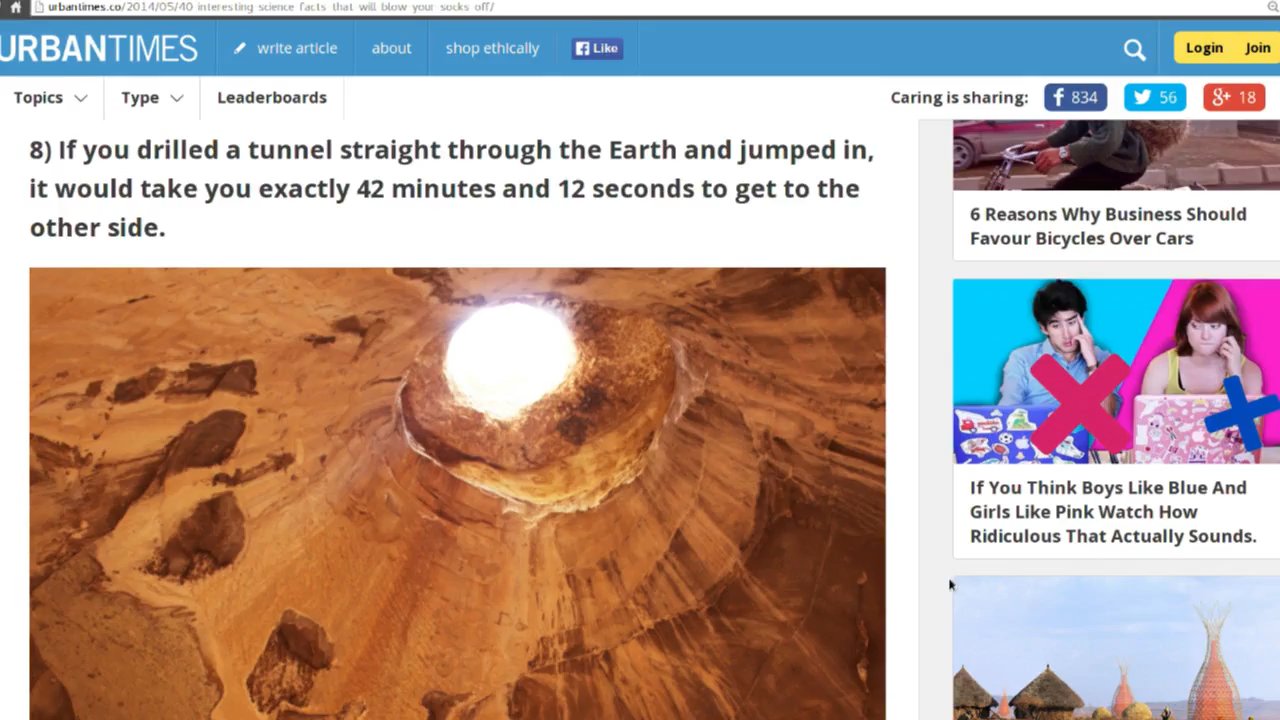 urbantimes.co/2014/05/40 interesting science facts that will blow your socks off/
URBANTIMES
write article
about
shop ethically
Like
Login
Join
Topics
Type
Leaderboards
Caring is sharing:
834
56
18
8) If you drilled a tunnel straight through the Earth and jumped in,
it would take you exactly 42 minutes and 12 seconds to get to the
other side.
6 Reasons Why Business Should
Favour Bicycles Over Cars
If You Think Boys Like Blue And
Girls Like Pink Watch How
Ridiculous That Actually Sounds.